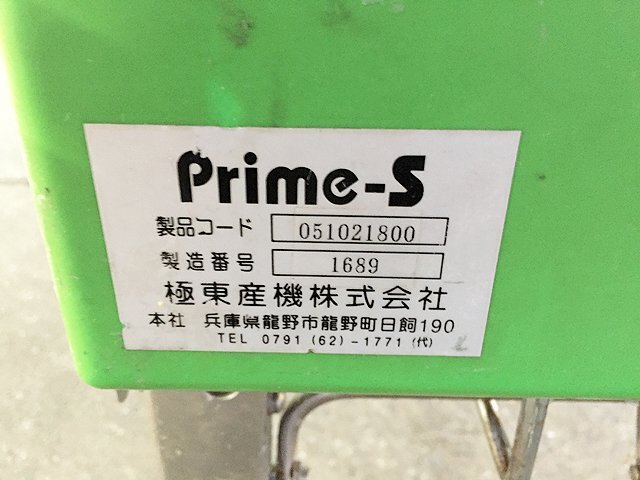 Prime-S
製品コード 051021800
製造番号 1689
極東産機株式会社
本社 兵庫県龍野市龍野町日飼190
TEL 0791(62)-1771(代)